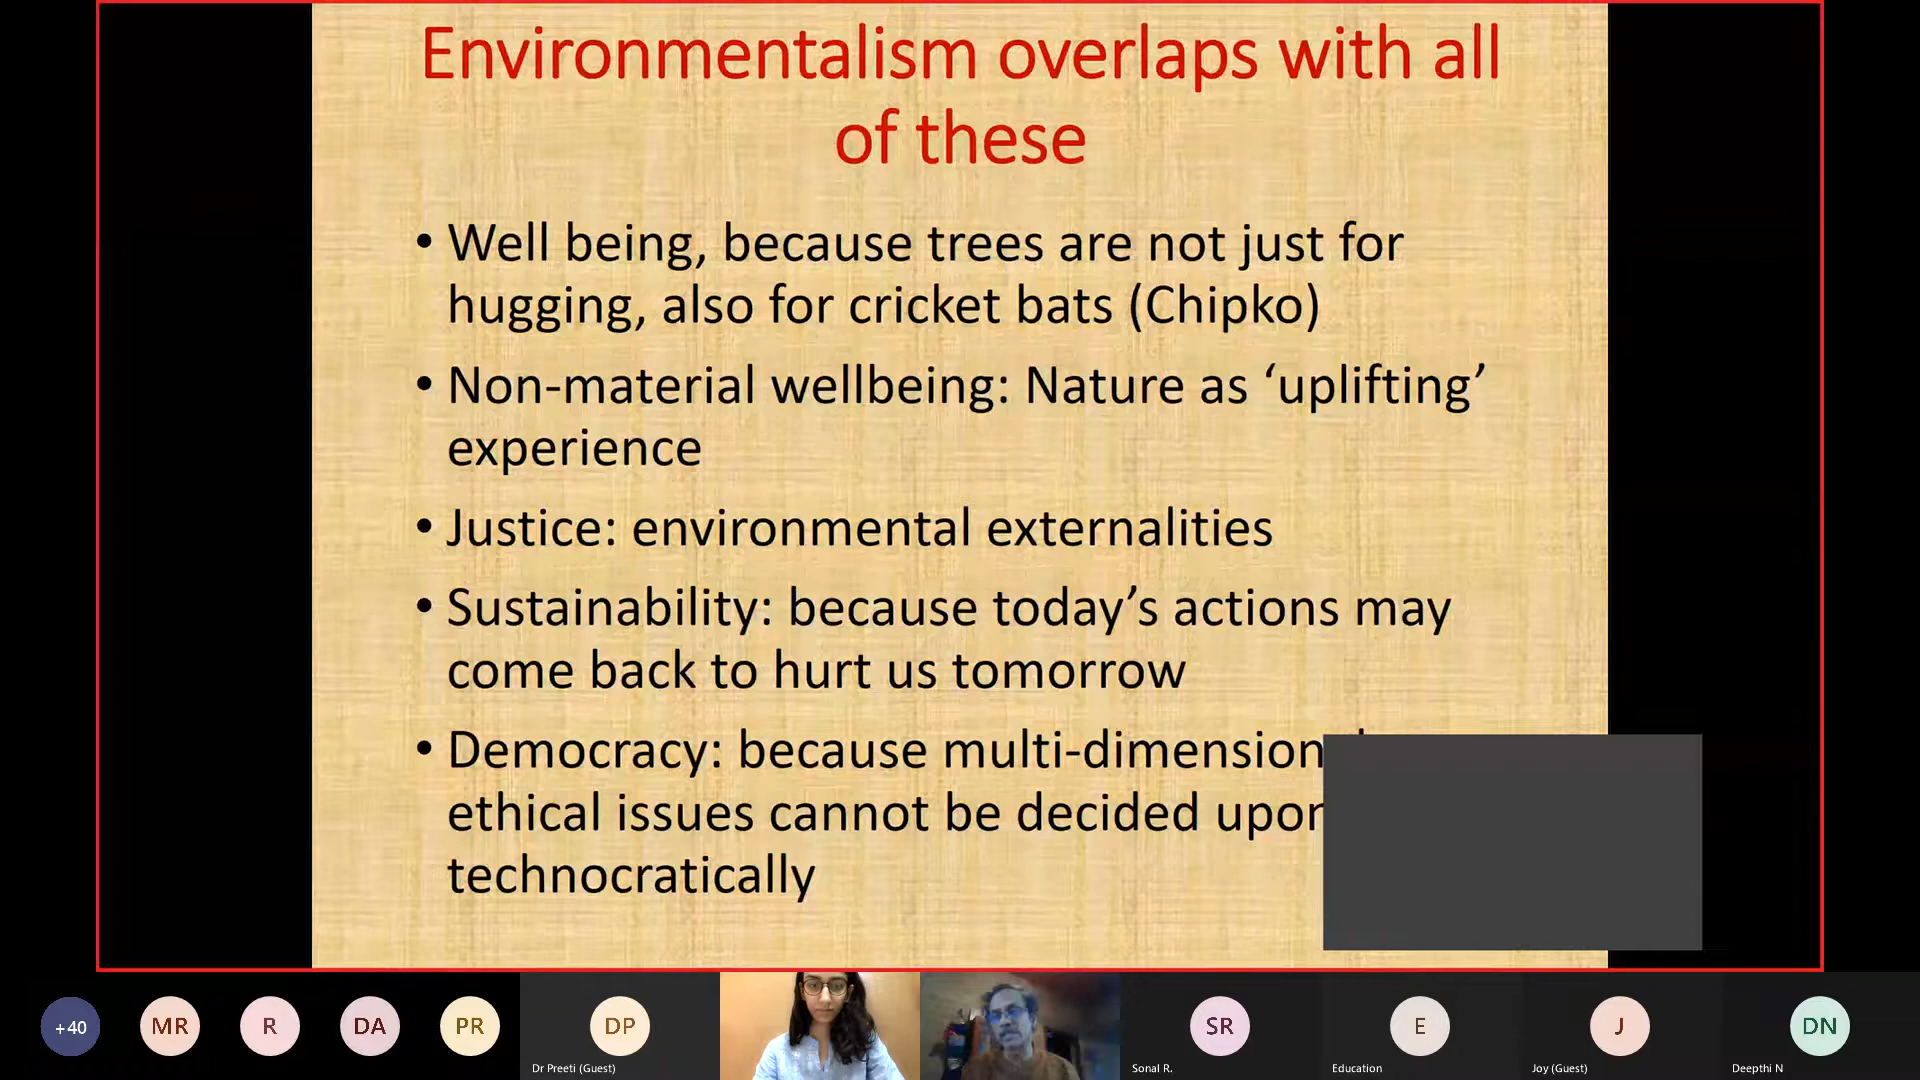 Environmentalism overlaps with all
of these
• Well being, because trees are not just for
hugging, also for cricket bats (Chipko)
• Non-material wellbeing: Nature as ‘uplifting’
experience
• Justice: environmental externalities
• Sustainability: because today’s actions may
come back to hurt us tomorrow
• Democracy: because multi-dimension
ethical issues cannot be decided upon
technocratically
+40 MR R DA PR DP SR E J DN
Dr Preeti (Guest) Sonal R. Education Joy (Guest) Deepthi N